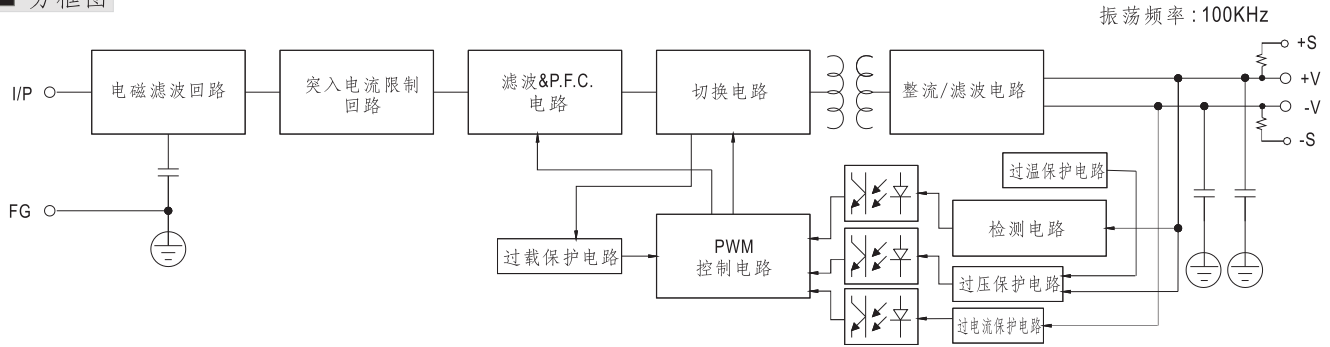 方框图
振荡频率:100KHz
I/P
电磁滤波回路
突入电流限制
回路
滤波&P.F.C.
电路
切换电路
整流/滤波电路
+S
+V
-V
-S
FG
过载保护电路
PWM
控制电路
过温保护电路
检测电路
过压保护电路
过电流保护电路